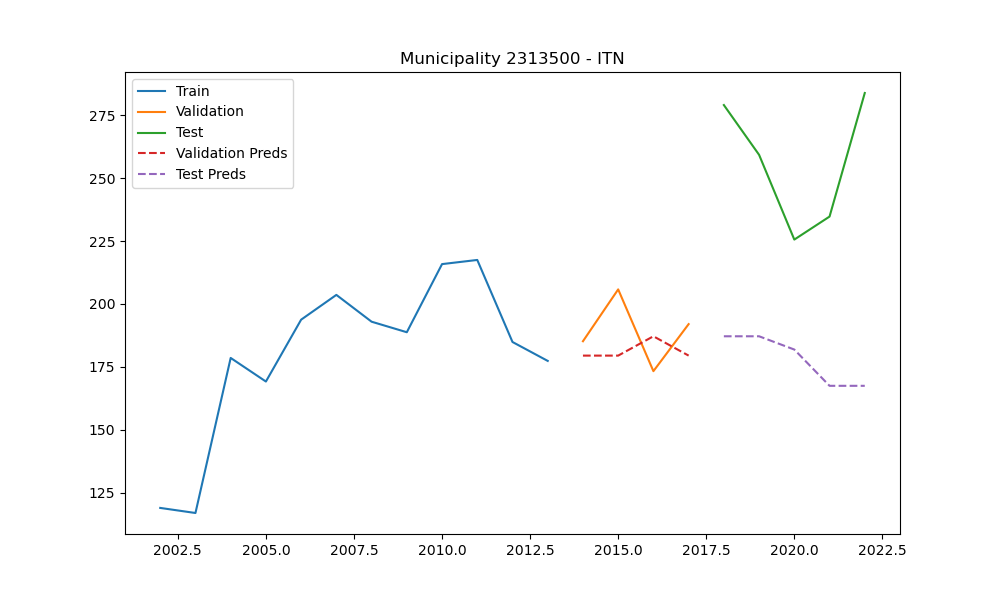 Municipality 2313500 - ITN
Train
Validation
Test
Validation Preds
Test Preds
275
250
225
200
175
150
125
2002.5 2005.0 2007.5 2010.0 2012.5 2015.0 2017.5 2020.0 2022.5